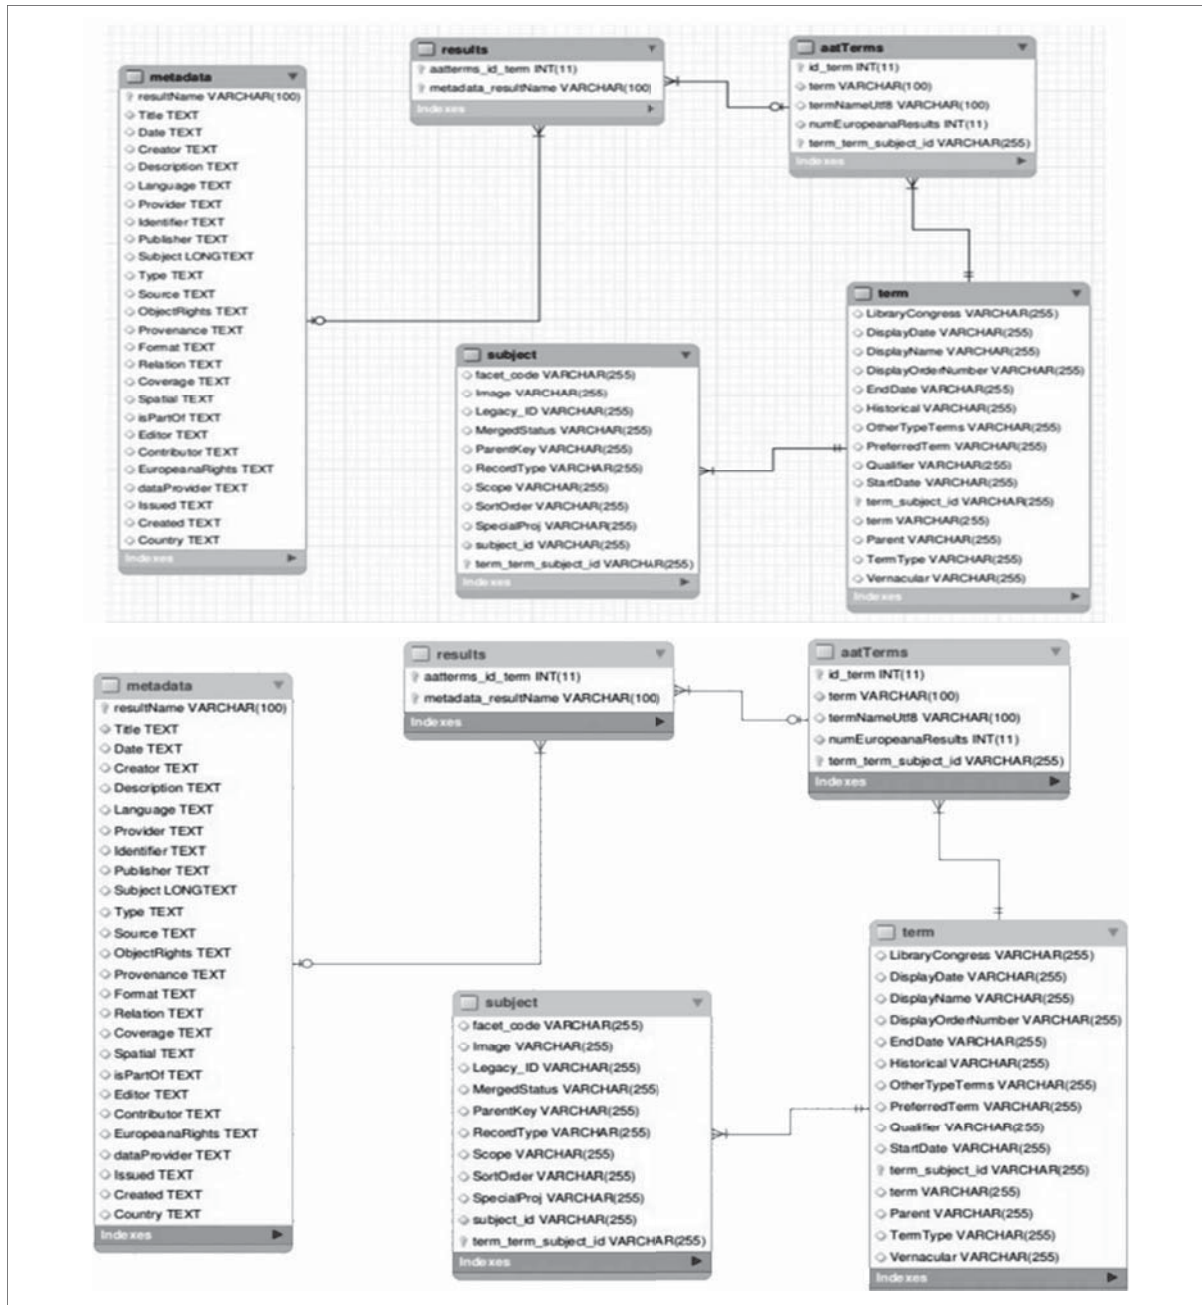 metadata
resultName VARCHAR(100)
Title TEXT
Date TEXT
Creator TEXT
Description TEXT
Language TEXT
Provider TEXT
Identifier TEXT
Publisher TEXT
Subject LONGTEXT
Type TEXT
Source TEXT
ObjectRights TEXT
Provenance TEXT
Format TEXT
Relation TEXT
Coverage TEXT
Spatial TEXT
isPartOf TEXT
Editor TEXT
Contributor TEXT
EuropeanaRights TEXT
dataProvider TEXT
Issued TEXT
Created TEXT
Country TEXT
Indexes
results
aatterms_id_term INT(11)
metadata_resultName VARCHAR(100)
Indexes
aatTerms
id_term INT(11)
term VARCHAR(100)
termNameUtf8 VARCHAR(100)
numEuropeanaResults INT(11)
term_term_subject_id VARCHAR(255)
Indexes
subject
facet_code VARCHAR(255)
Image VARCHAR(255)
Legacy_ID VARCHAR(255)
MergedStatus VARCHAR(255)
ParentKey VARCHAR(255)
RecordType VARCHAR(255)
Scope VARCHAR(255)
SortOrder VARCHAR(255)
SpecialProj VARCHAR(255)
subject_id VARCHAR(255)
term_term_subject_id VARCHAR(255)
Indexes
term
LibraryCongress VARCHAR(255)
DisplayDate VARCHAR(255)
DisplayName VARCHAR(255)
DisplayOrderNumber VARCHAR(255)
EndDate VARCHAR(255)
Historical VARCHAR(255)
OtherTypeTerms VARCHAR(255)
PreferredTerm VARCHAR(255)
Qualifier VARCHAR(255)
StartDate VARCHAR(255)
term_subject_id VARCHAR(255)
term VARCHAR(255)
Parent VARCHAR(255)
TermType VARCHAR(255)
Vernacular VARCHAR(255)
Indexes
metadata
resultName VARCHAR(100)
Title TEXT
Date TEXT
Creator TEXT
Description TEXT
Language TEXT
Provider TEXT
Identifier TEXT
Publisher TEXT
Subject LONGTEXT
Type TEXT
Source TEXT
ObjectRights TEXT
Provenance TEXT
Format TEXT
Relation TEXT
Coverage TEXT
Spatial TEXT
isPartOf TEXT
Editor TEXT
Contributor TEXT
EuropeanaRights TEXT
dataProvider TEXT
Issued TEXT
Created TEXT
Country TEXT
Indexes
results
aatterms_id_term INT(11)
metadata_resultName VARCHAR(100)
Indexes
aatTerms
id_term INT(11)
term VARCHAR(100)
termNameUtf8 VARCHAR(100)
numEuropeanaResults INT(11)
term_term_subject_id VARCHAR(255)
Indexes
subject
facet_code VARCHAR(255)
Image VARCHAR(255)
Legacy_ID VARCHAR(255)
MergedStatus VARCHAR(255)
ParentKey VARCHAR(255)
RecordType VARCHAR(255)
Scope VARCHAR(255)
SortOrder VARCHAR(255)
SpecialProj VARCHAR(255)
subject_id VARCHAR(255)
term_term_subject_id VARCHAR(255)
Indexes
term
LibraryCongress VARCHAR(255)
DisplayDate VARCHAR(255)
DisplayName VARCHAR(255)
DisplayOrderNumber VARCHAR(255)
EndDate VARCHAR(255)
Historical VARCHAR(255)
OtherTypeTerms VARCHAR(255)
PreferredTerm VARCHAR(255)
Qualifier VARCHAR(255)
StartDate VARCHAR(255)
term_subject_id VARCHAR(255)
term VARCHAR(255)
Parent VARCHAR(255)
TermType VARCHAR(255)
Vernacular VARCHAR(255)
Indexes